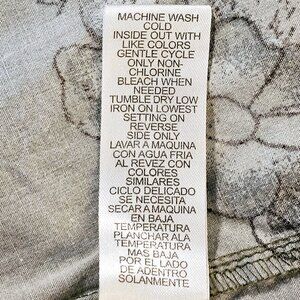 MACHINE WASH
COLD
INSIDE OUT WITH
LIKE COLORS
GENTLE CYCLE
ONLY NON-
CHLORINE
BLEACH WHEN
NEEDED
TUMBLE DRY LOW
IRON ON LOWEST
SETTING ON
REVERSE
SIDE ONLY
LAVAR A MAQUINA
CON AGUA FRIA
AL REVEZ CON
COLORES
SIMILARES
CICLO DELICADO
SE NECESITA
SECAR A MAQUINA
EN BAJA
TEMPERATURA
PLANCHAR ALA
TEMPERATURA
MAS BAJA
POR EL LADO
DE ADENTRO
SOLANMENTE